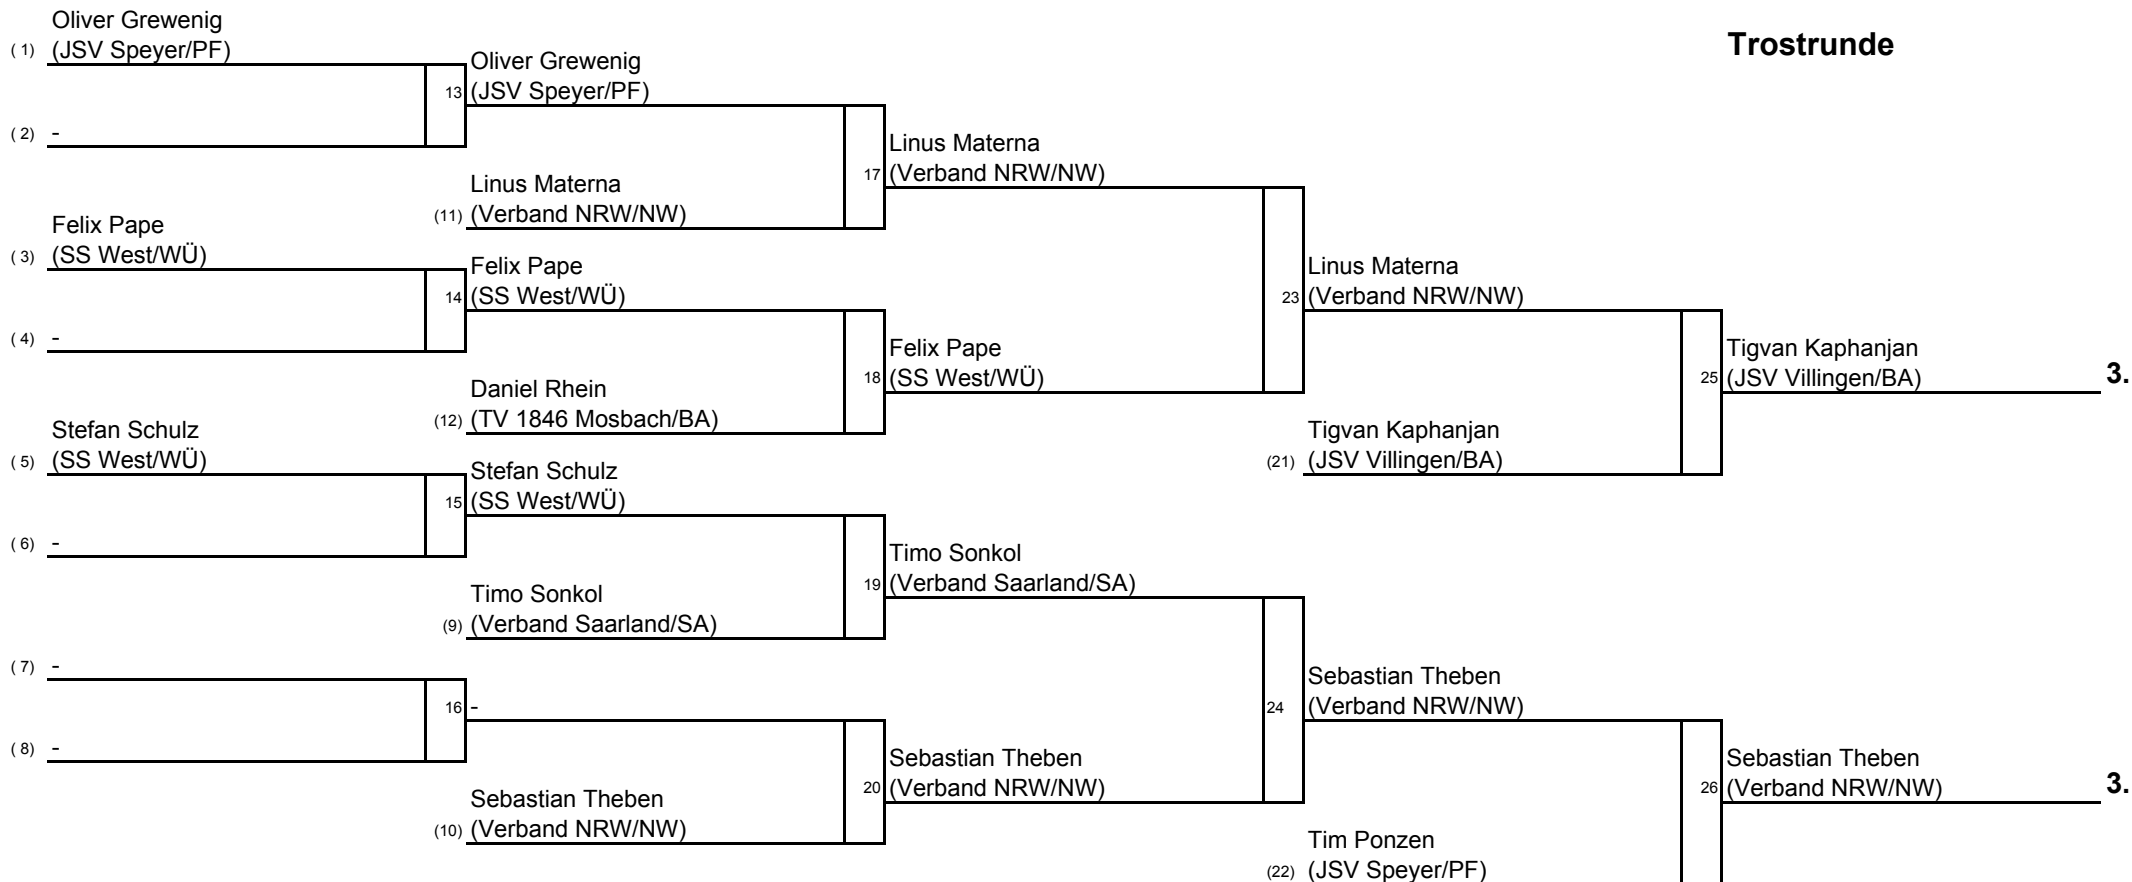 Trostrunde
Oliver Grewenig
( 1) (JSV Speyer/PF)
( 2) -
Felix Pape
( 3) (SS West/WÜ)
( 4) -
Stefan Schulz
( 5) (SS West/WÜ)
( 6) -
( 7) -
( 8) -
Oliver Grewenig
13 (JSV Speyer/PF)
Linus Materna
(11) (Verband NRW/NW)
Felix Pape
14 (SS West/WÜ)
Daniel Rhein
(12) (TV 1846 Mosbach/BA)
Stefan Schulz
15 (SS West/WÜ)
Timo Sonkol
(9) (Verband Saarland/SA)
16 -
Sebastian Theben
(10) (Verband NRW/NW)
Linus Materna
17 (Verband NRW/NW)
Felix Pape
18 (SS West/WÜ)
Timo Sonkol
19 (Verband Saarland/SA)
Sebastian Theben
20 (Verband NRW/NW)
Linus Materna
23 (Verband NRW/NW)
Tigvan Kaphanjan
(21) (JSV Villingen/BA)
Sebastian Theben
24 (Verband NRW/NW)
Tim Ponzen
(22) (JSV Speyer/PF)
Tigvan Kaphanjan
25 (JSV Villingen/BA) 3.
Sebastian Theben
26 (Verband NRW/NW) 3.